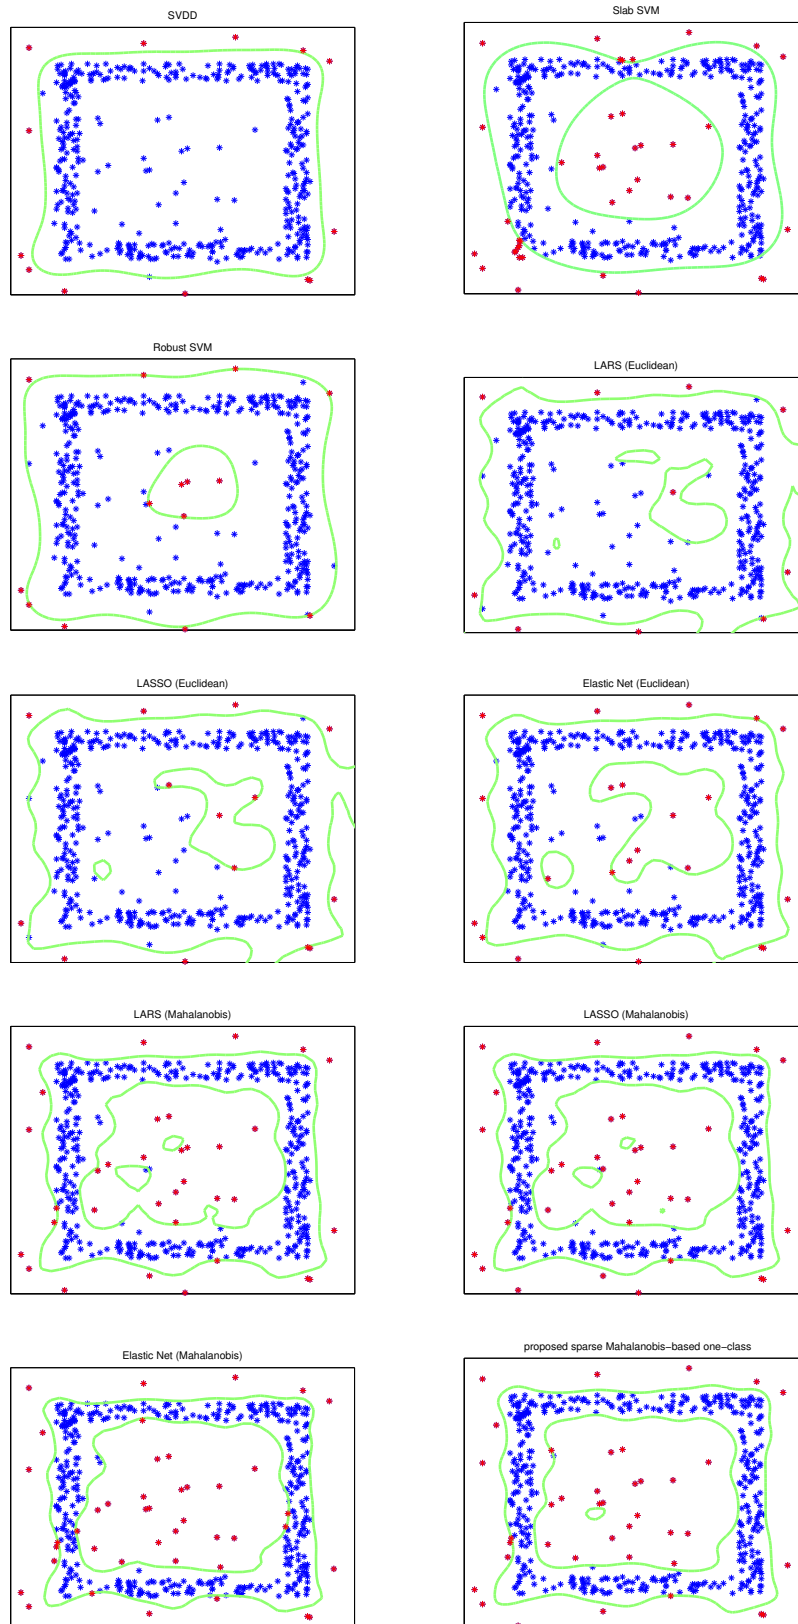 SVDD
Slab SVM
Robust SVM
LARS (Euclidean)
LASSO (Euclidean)
Elastic Net (Euclidean)
LARS (Mahalanobis)
LASSO (Mahalanobis)
Elastic Net (Mahalanobis)
proposed sparse Mahalanobis−based one−class